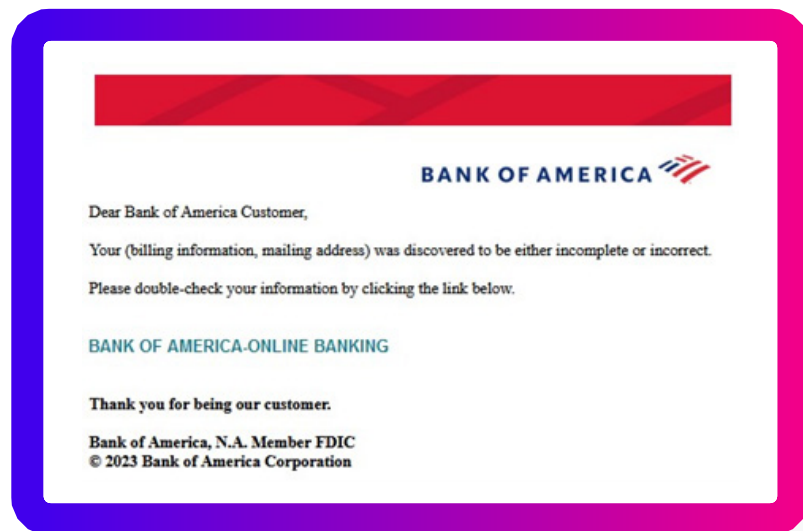 BANK OF AMERICA
Dear Bank of America Customer,
Your (billing information, mailing address) was discovered to be either incomplete or incorrect.
Please double-check your information by clicking the link below.
BANK OF AMERICA-ONLINE BANKING
Thank you for being our customer.
Bank of America, N.A. Member FDIC
© 2023 Bank of America Corporation